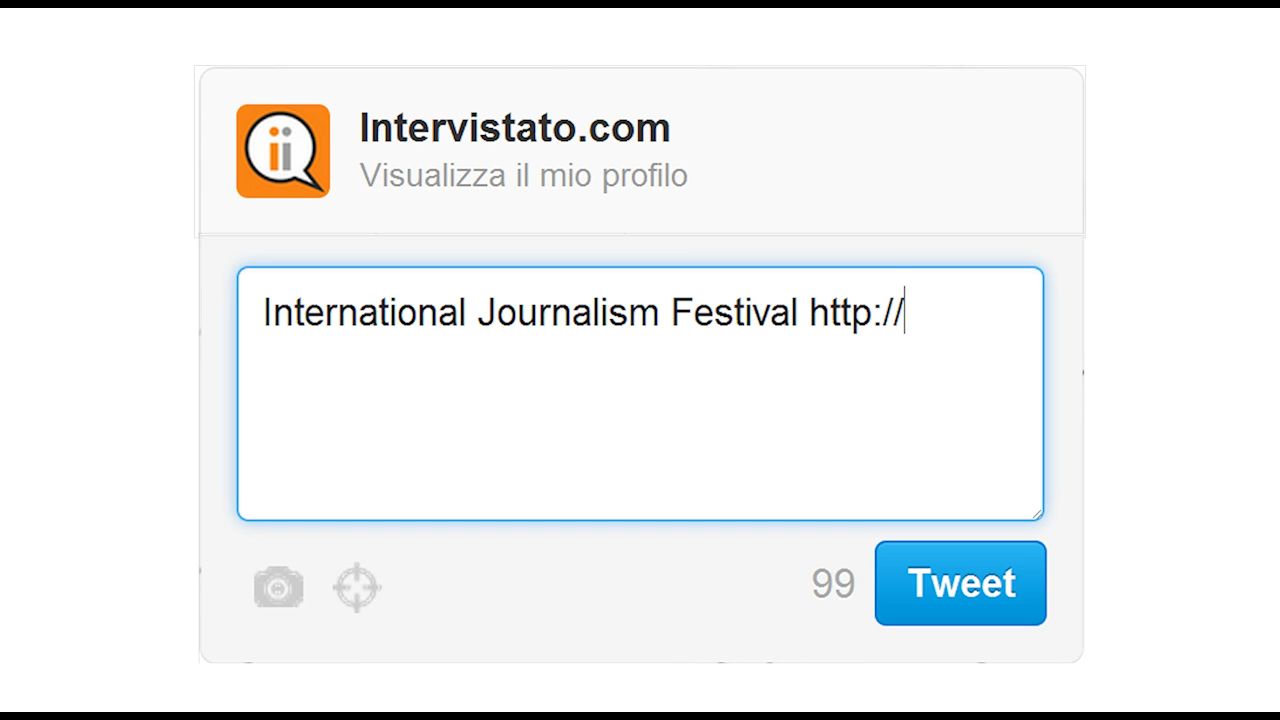 Intervistato.com
Visualizza il mio profilo
International Journalism Festival http://
99
Tweet